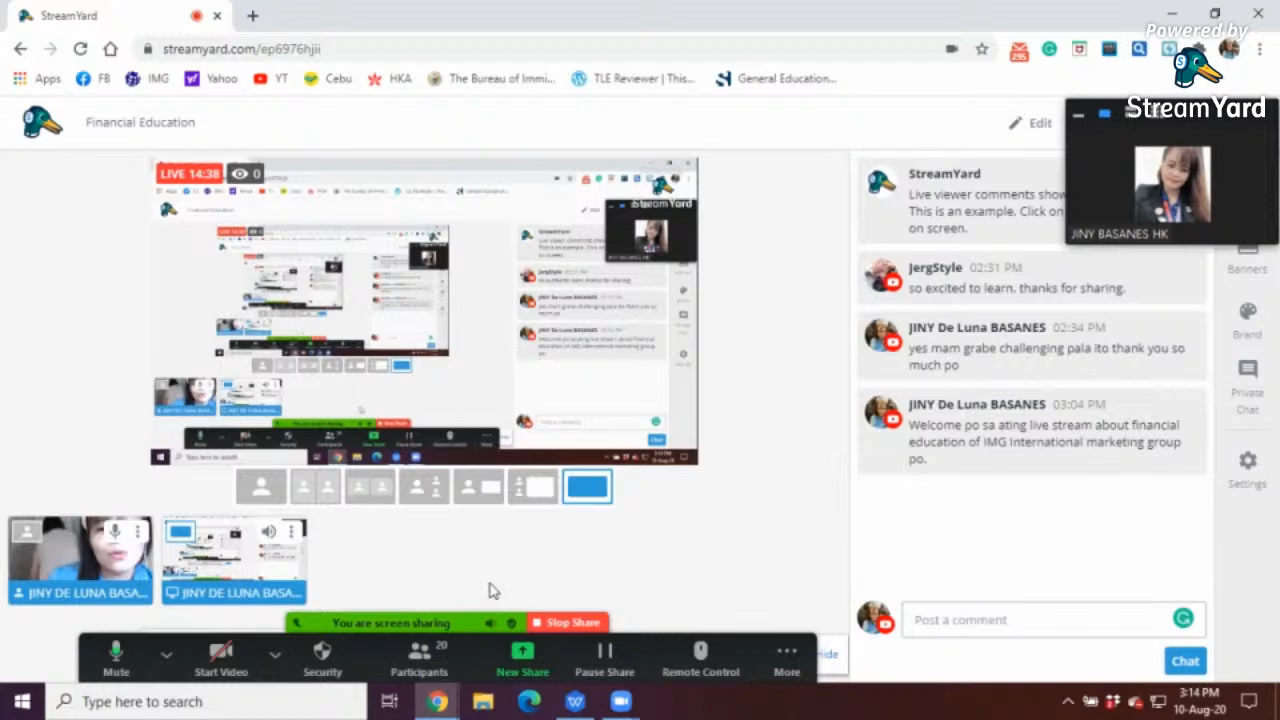 StreamYard
streamyard.com/ep6976hjii
Powered by
StreamYard
Apps
FB
IMG
Yahoo
YT
Cebu
HKA
The Bureau of Immi...
TLE Reviewer | This...
General Education...
Financial Education
Edit
LIVE 14:38
0
StreamYard
Live viewer comments show
This is an example. Click on
on screen.
JINY BASANES HK
JergStyle 02:31 PM
so excited to learn. thanks for sharing.
JINY De Luna BASANES 02:34 PM
yes mam grabe challenging pala ito thank you so
much po
JINY De Luna BASANES 03:04 PM
Welcome po sa ating live stream about financial
education of IMG International marketing group
po.
Banners
Brand
Private
Chat
Settings
JINY DE LUNA BASA...
JINY DE LUNA BASA...
You are screen sharing
Stop Share
Mute
Start Video
Security
Participants
20
New Share
Pause Share
Remote Control
More
Hide
Post a comment
Chat
Type here to search
3:14 PM
10-Aug-20